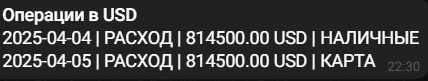 Операции в USD
2025-04-04 | РАСХОД | 814500.00 USD | НАЛИЧНЫЕ
2025-04-05 | РАСХОД | 814500.00 USD | КАРТА
22:30